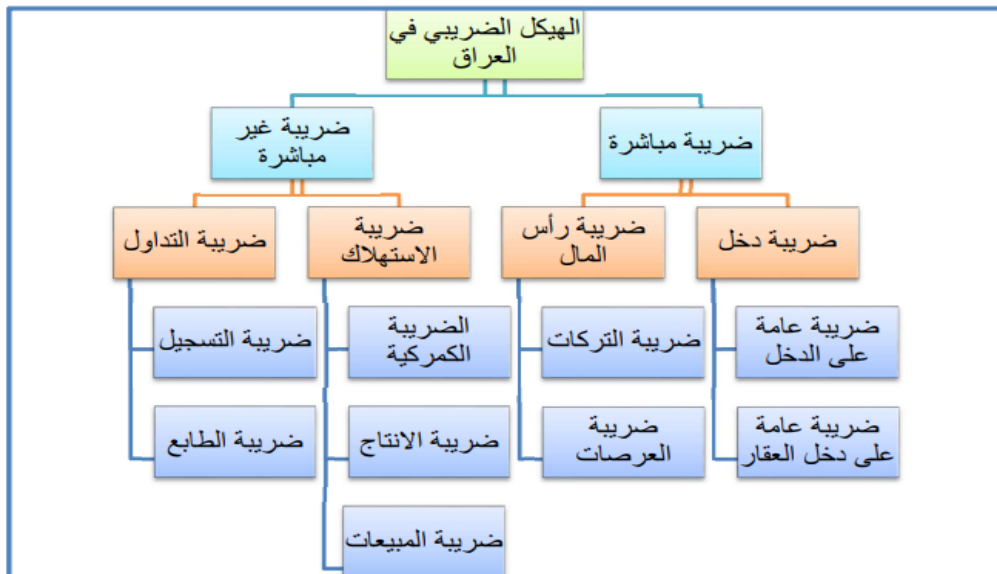 الهيكل الضريبي في
العراق
ضريبة مباشرة
ضريبة غير
مباشرة
ضريبة دخل
ضريبة رأس
المال
ضريبة
الاستهلاك
ضريبة التداول
ضريبة عامة
على الدخل
ضريبة التركات
الضريبة
الكمركية
ضريبة التسجيل
ضريبة عامة
على دخل العقار
ضريبة
العرصات
ضريبة الانتاج
ضريبة الطابع
ضريبة المبيعات